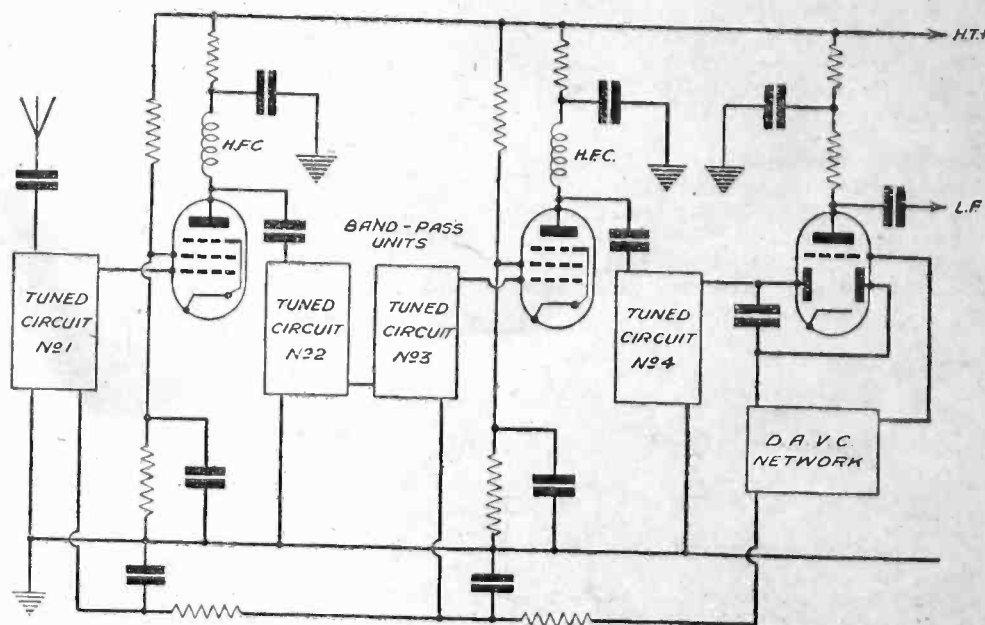 H.T.+
H.F.C.
H.F.C.
L.F.
BAND-PASS
UNITS
TUNED
CIRCUIT
Nº1
TUNED
CIRCUIT
Nº2
TUNED
CIRCUIT
Nº3
TUNED
CIRCUIT
Nº4
D.A.V.C.
NETWORK